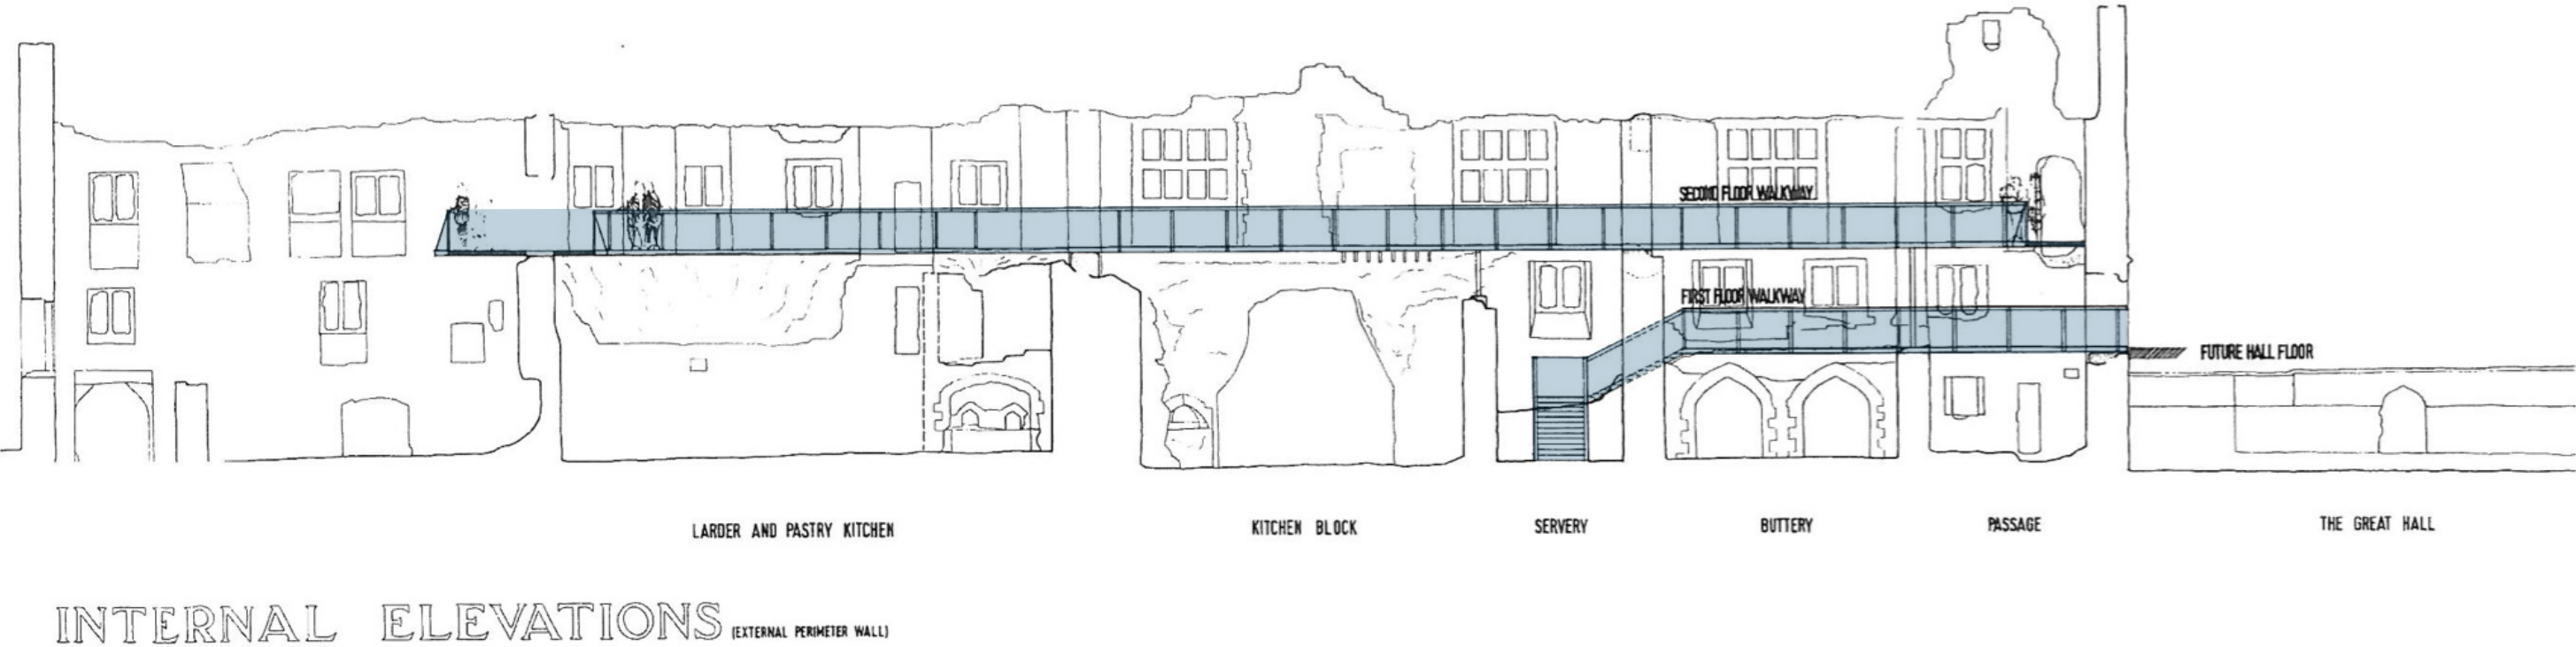 SECOND FLOOR WALKWAY
FIRST FLOOR WALKWAY
FUTURE HALL FLOOR
LARDER AND PASTRY KITCHEN
KITCHEN BLOCK
SERVERY
BUTTERY
PASSAGE
THE GREAT HALL
INTERNAL ELEVATIONS (EXTERNAL PERIMETER WALL)